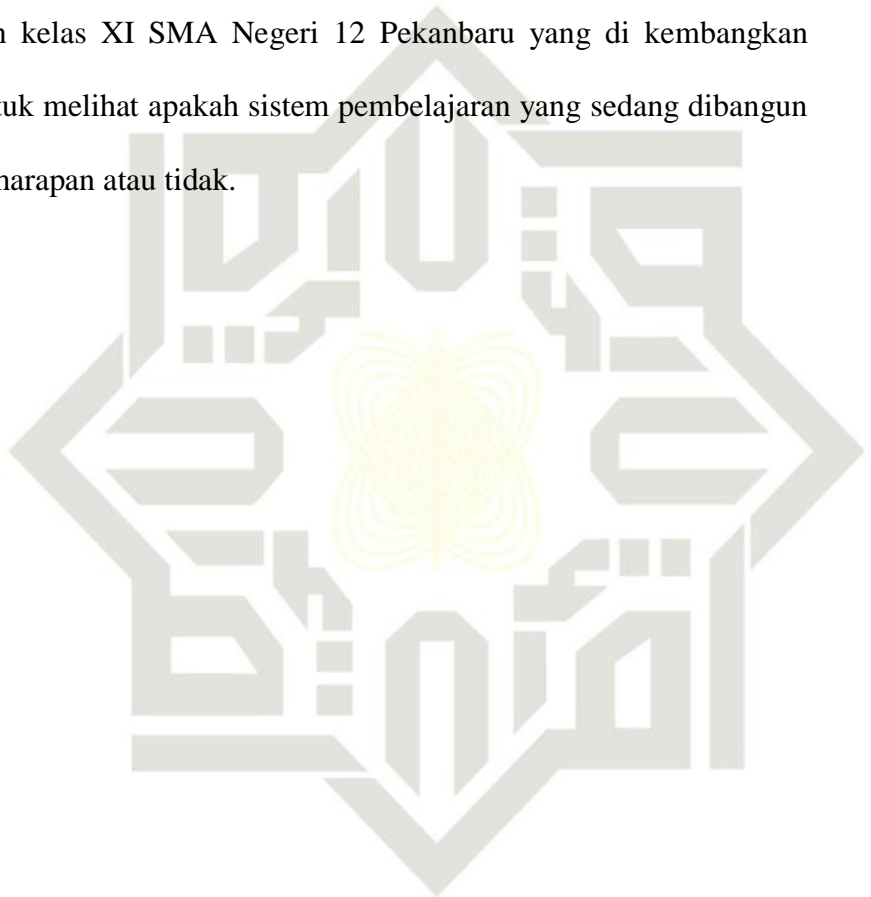 kelas XI SMA Negeri 12 Pekanbaru yang di kembangkan
melihat apakah sistem pembelajaran yang sedang dibangun
harapan atau tidak.